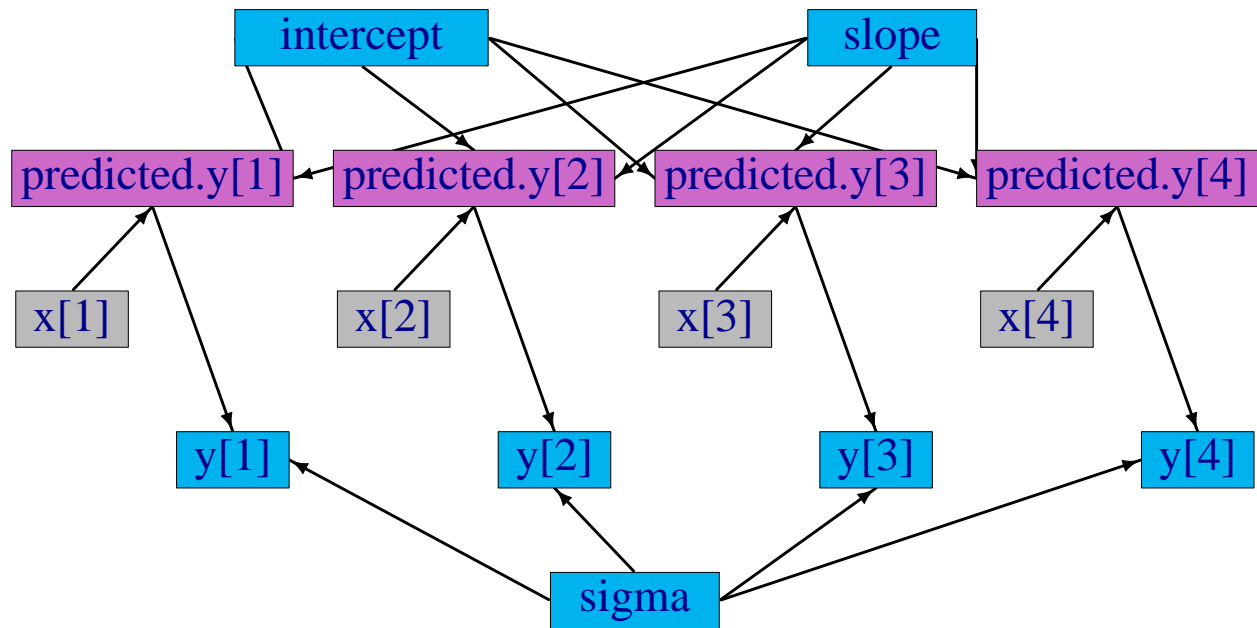 intercept
slope
predicted.y[1]
predicted.y[2]
predicted.y[3]
predicted.y[4]
x[1]
x[2]
x[3]
x[4]
y[1]
y[2]
y[3]
y[4]
sigma